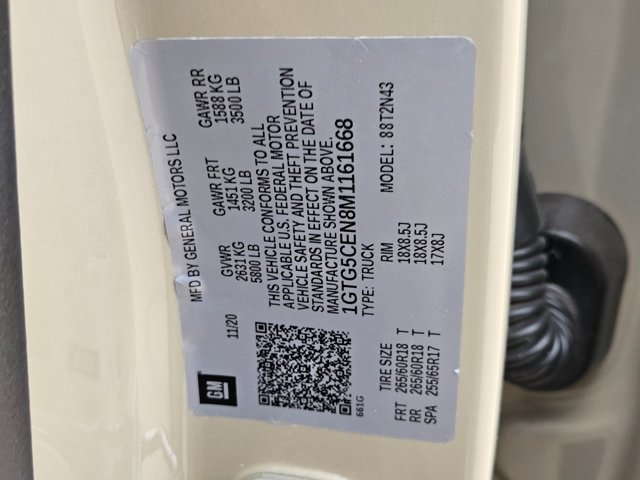 GM
MFD BY GENERAL MOTORS LLC
11/20
GVWR GAWR FRT GAWR RR
2631 KG 1451 KG 1588 KG
5800 LB 3200 LB 3500 LB
THIS VEHICLE CONFORMS TO ALL
APPLICABLE U.S. FEDERAL MOTOR
VEHICLE SAFETY AND THEFT PREVENTION
STANDARDS IN EFFECT ON THE DATE OF
MANUFACTURE SHOWN ABOVE.
1GTG5CEN8M1161668
661G
TYPE: TRUCK MODEL: 88T2N43
TIRE SIZE RIM
FRT 265/60R18 T 18X8.5J
RR 265/60R18 T 18X8.5J
SPA 255/65R17 T 17X8J